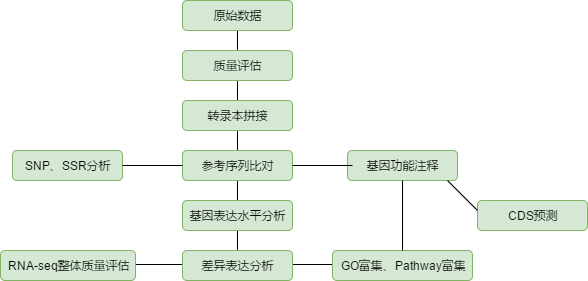 原始数据
质量评估
转录本拼接
SNP、SSR分析
参考序列比对
基因功能注释
基因表达水平分析
CDS预测
RNA-seq整体质量评估
差异表达分析
GO富集、Pathway富集